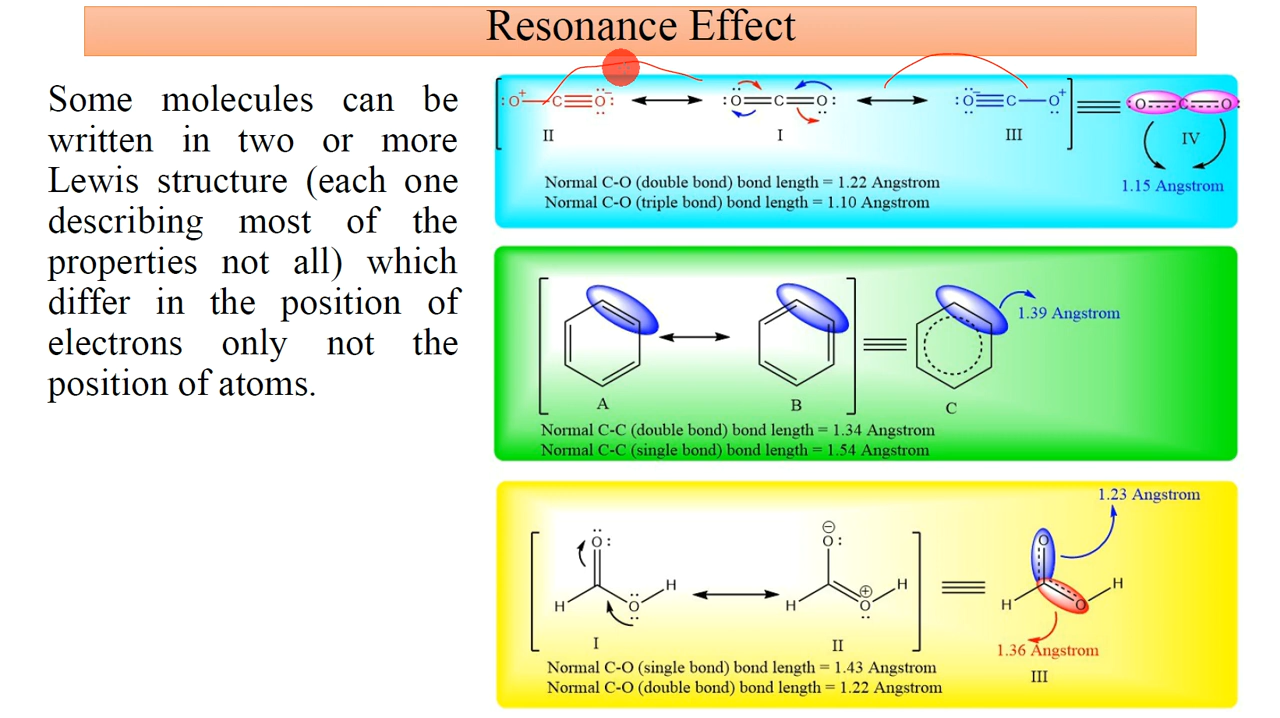 Resonance Effect
Some molecules can be
written in two or more
Lewis structure (each one
describing most of the
properties not all) which
differ in the position of
electrons only not the
position of atoms.
:O⁺—C≡O⁻: ⟷ :O=C=O: ⟷ :O⁻≡C—O⁺ ≡ :O=C=O:
II I III IV
1.15 Angstrom
Normal C-O (double bond) bond length = 1.22 Angstrom
Normal C-O (triple bond) bond length = 1.10 Angstrom
1.39 Angstrom
A B C
Normal C-C (double bond) bond length = 1.34 Angstrom
Normal C-C (single bond) bond length = 1.54 Angstrom
1.23 Angstrom
⊖
O: O: O
H H ⊕ H H
H O H O H O
1.36 Angstrom
I II III
Normal C-O (single bond) bond length = 1.43 Angstrom
Normal C-O (double bond) bond length = 1.22 Angstrom